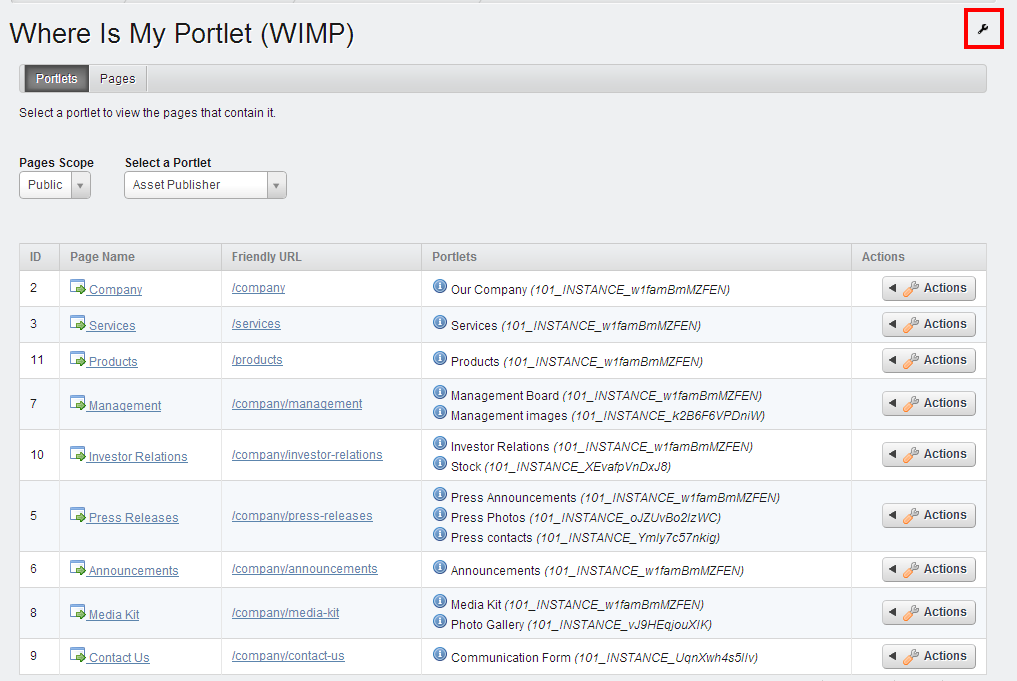 Where Is My Portlet (WIMP)
Portlets Pages
Select a portlet to view the pages that contain it.
Pages Scope Select a Portlet
Public Asset Publisher
ID Page Name Friendly URL Portlets Actions
2 Company /company Our Company (101_INSTANCE_w1famBmMZFEN) Actions
3 Services /services Services (101_INSTANCE_w1famBmMZFEN) Actions
11 Products /products Products (101_INSTANCE_w1famBmMZFEN) Actions
7 Management /company/management Management Board (101_INSTANCE_w1famBmMZFEN) Actions
Management images (101_INSTANCE_k2B6F6VPDniW)
10 Investor Relations /company/investor-relations Investor Relations (101_INSTANCE_w1famBmMZFEN) Actions
Stock (101_INSTANCE_XEvafpVnDxJ8)
5 Press Releases /company/press-releases Press Announcements (101_INSTANCE_w1famBmMZFEN) Actions
Press Photos (101_INSTANCE_oJZUvBo2IzWC)
Press contacts (101_INSTANCE_Ymly7c57nkig)
6 Announcements /company/announcements Announcements (101_INSTANCE_w1famBmMZFEN) Actions
8 Media Kit /company/media-kit Media Kit (101_INSTANCE_w1famBmMZFEN) Actions
Photo Gallery (101_INSTANCE_vJ9HEqjouXIK)
9 Contact Us /company/contact-us Communication Form (101_INSTANCE_UqnXwh4s5lIv) Actions